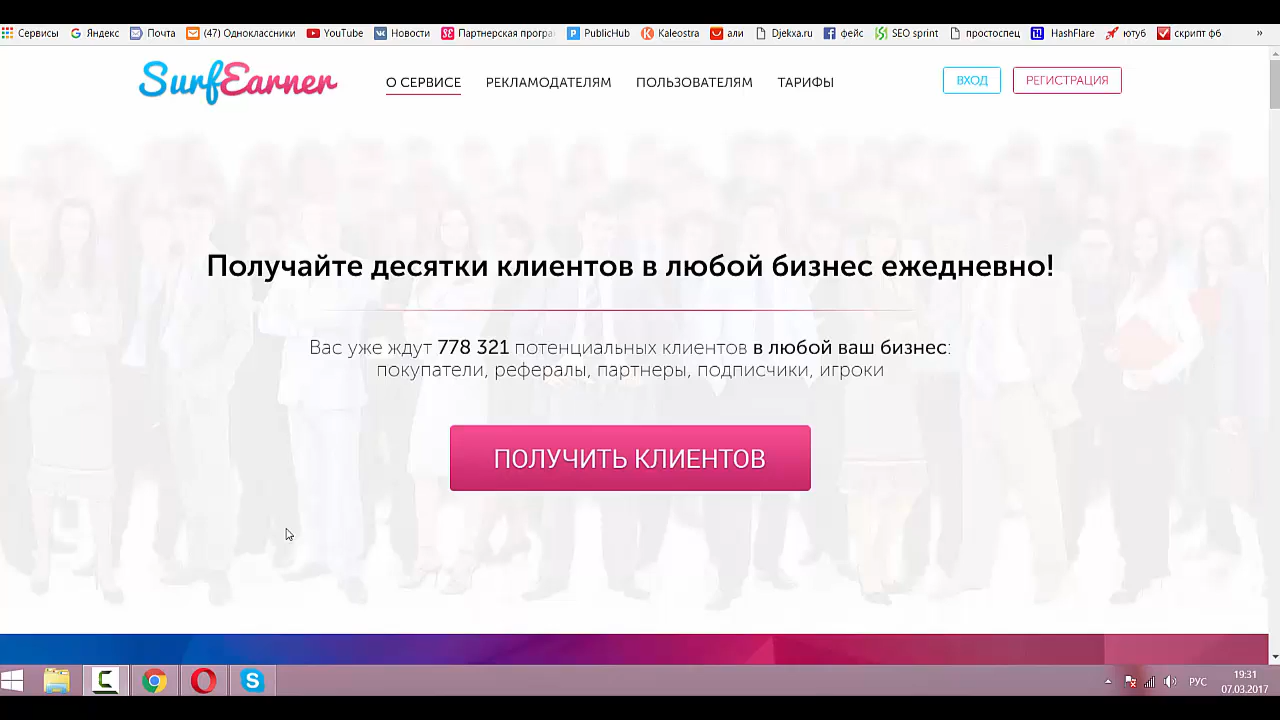 Сервисы Яндекс Почта (47) Одноклассники YouTube Новости Партнерская програ PublicHub Kaleostra али Djekxa.ru фейс SEO sprint простоспец HashFlare ютуб скрипт фб »
SurfEarner О СЕРВИСЕ РЕКЛАМОДАТЕЛЯМ ПОЛЬЗОВАТЕЛЯМ ТАРИФЫ ВХОД РЕГИСТРАЦИЯ
Получайте десятки клиентов в любой бизнес ежедневно!
Вас уже ждут 778 321 потенциальных клиентов в любой ваш бизнес:
покупатели, рефералы, партнеры, подписчики, игроки
ПОЛУЧИТЬ КЛИЕНТОВ
РУС 19:31
07.03.2017